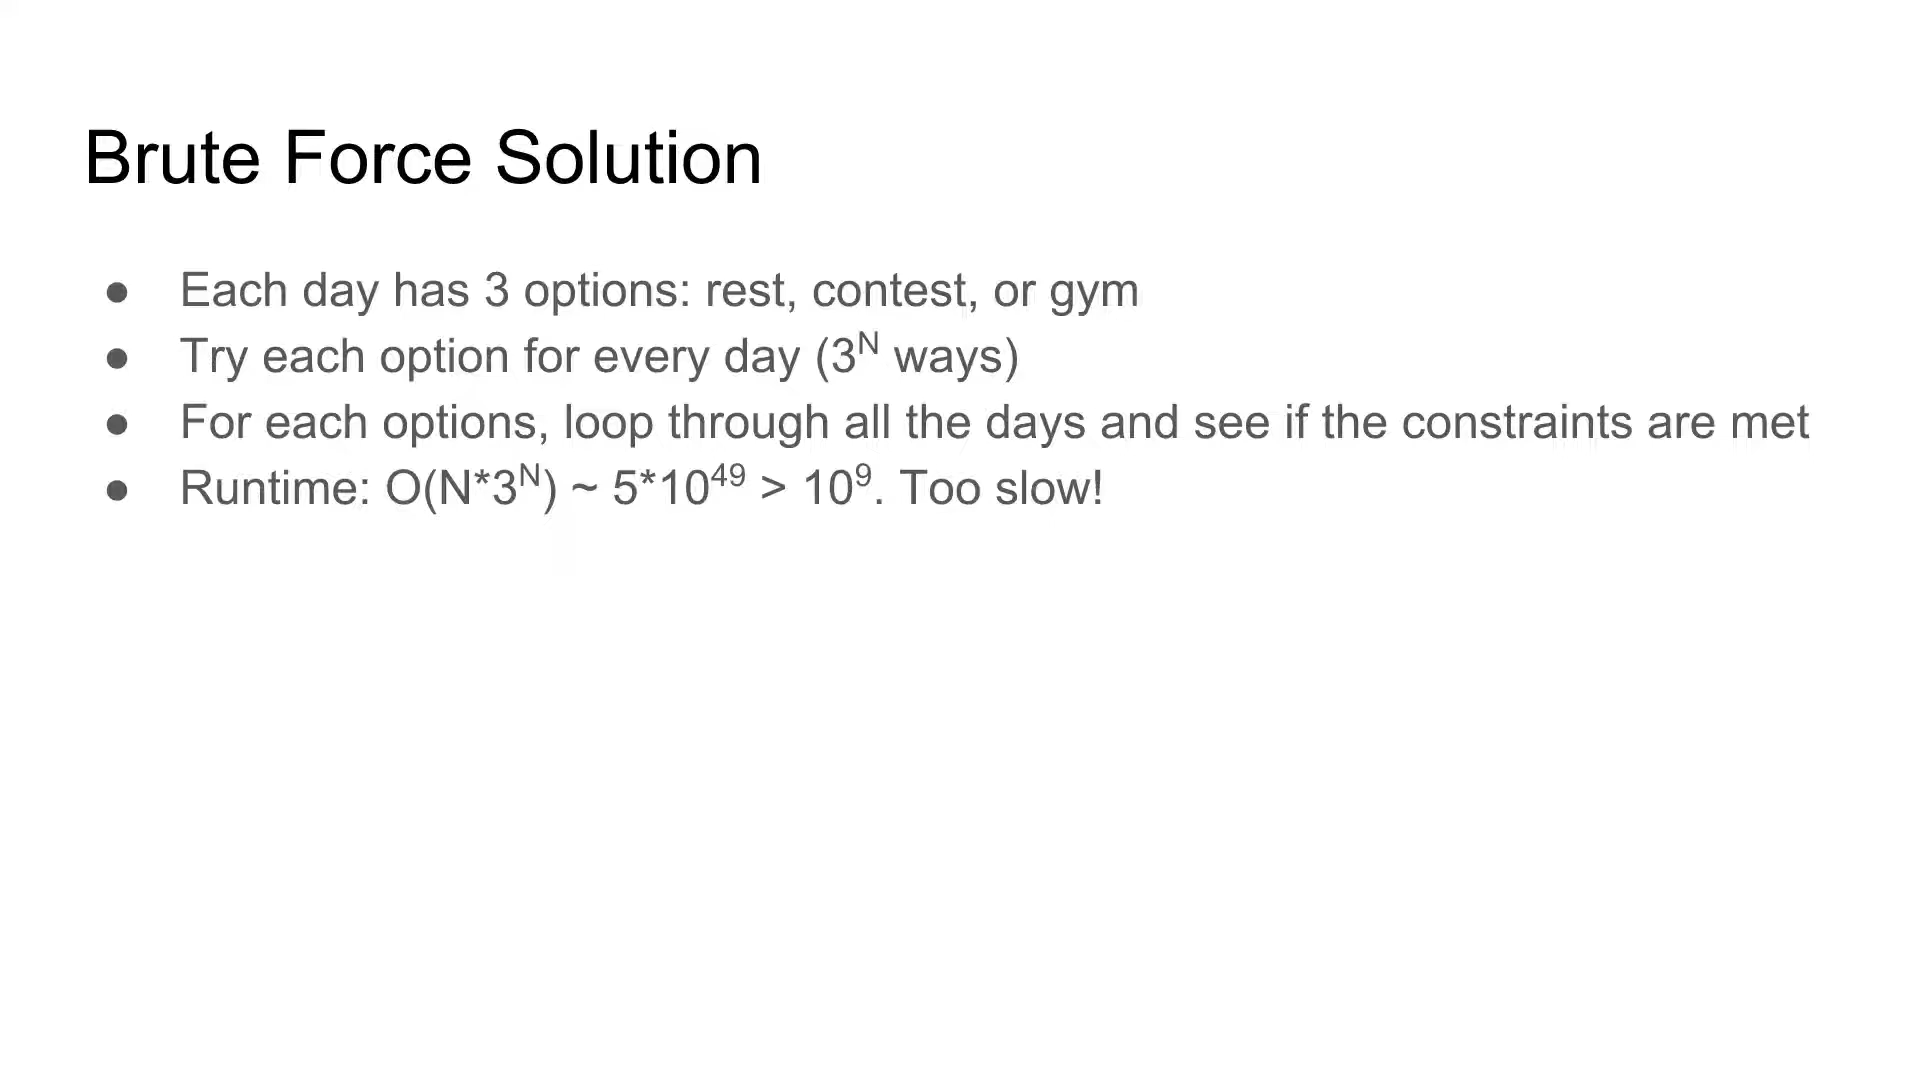 Brute Force Solution
● Each day has 3 options: rest, contest, or gym
● Try each option for every day (3ᴺ ways)
● For each options, loop through all the days and see if the constraints are met
● Runtime: O(N*3ᴺ) ~ 5*10⁴⁹ > 10⁹. Too slow!